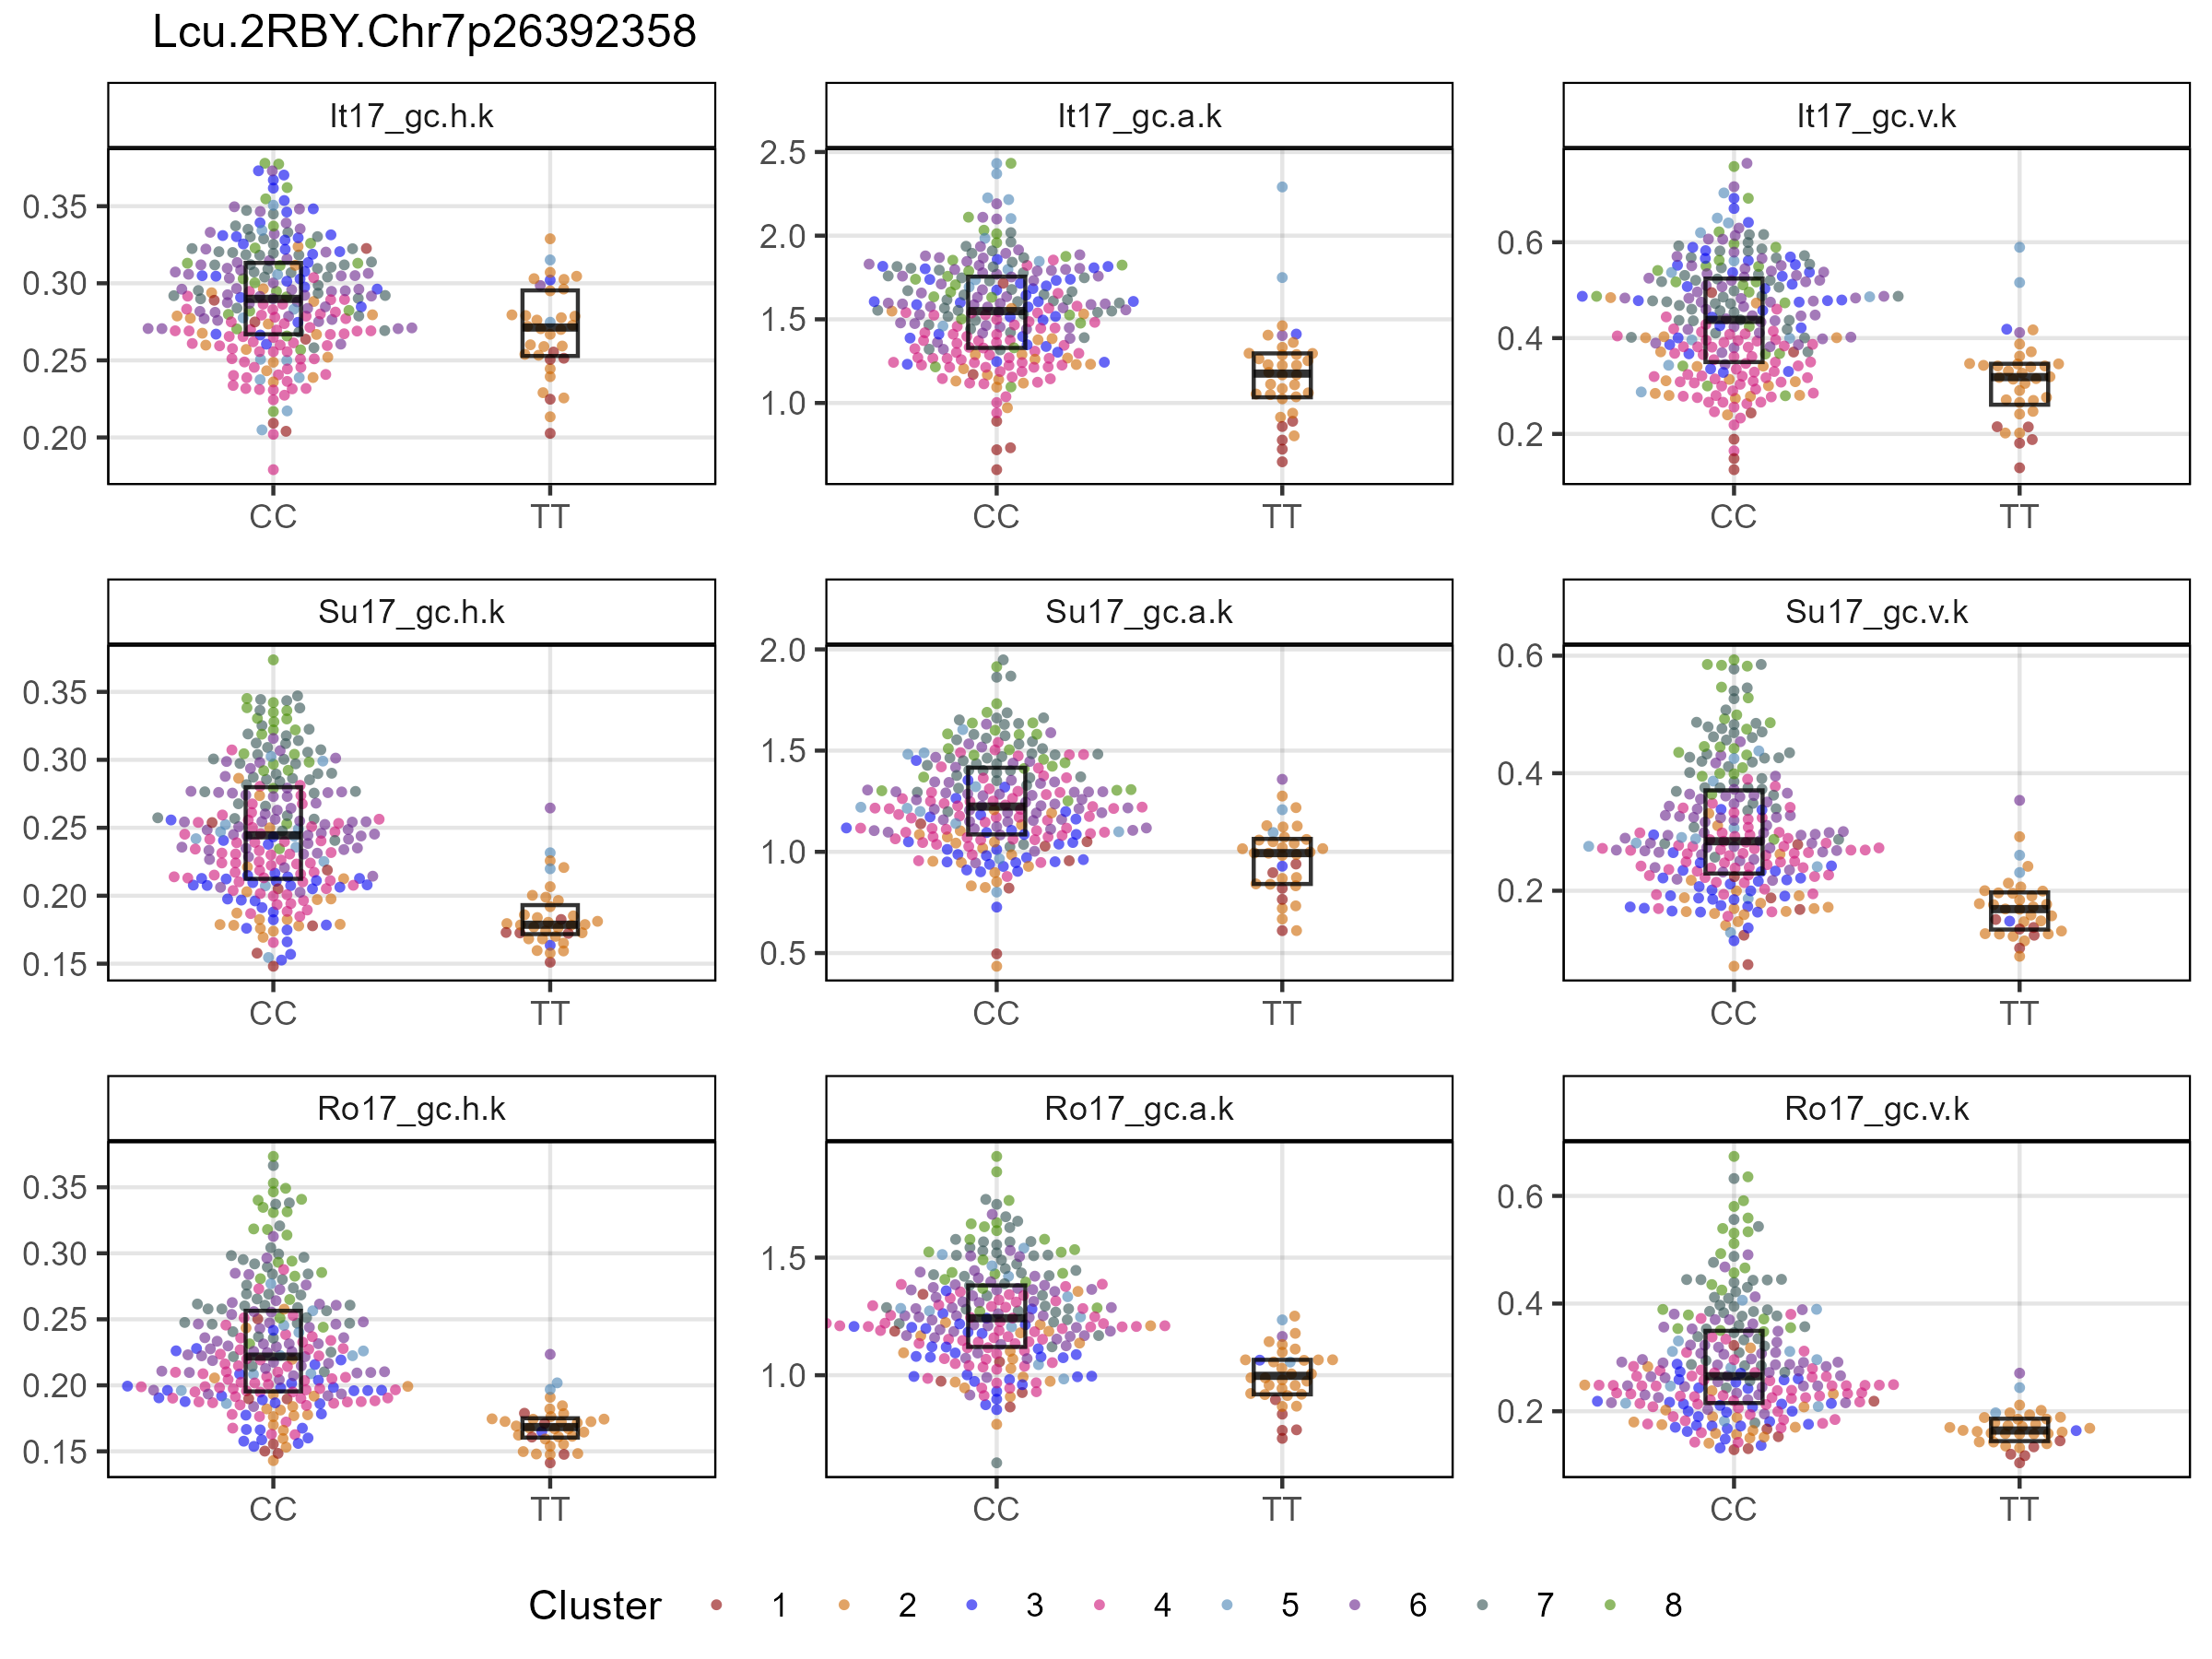 Lcu.2RBY.Chr7p26392358
It17_gc.h.k
It17_gc.a.k
It17_gc.v.k
0.35
0.30
0.25
0.20
CC TT
2.5
2.0
1.5
1.0
CC TT
0.6
0.4
0.2
CC TT
Su17_gc.h.k
Su17_gc.a.k
Su17_gc.v.k
0.35
0.30
0.25
0.20
0.15
CC TT
2.0
1.5
1.0
0.5
CC TT
0.6
0.4
0.2
CC TT
Ro17_gc.h.k
Ro17_gc.a.k
Ro17_gc.v.k
0.35
0.30
0.25
0.20
0.15
CC TT
1.5
1.0
CC TT
0.6
0.4
0.2
CC TT
Cluster 1 2 3 4 5 6 7 8